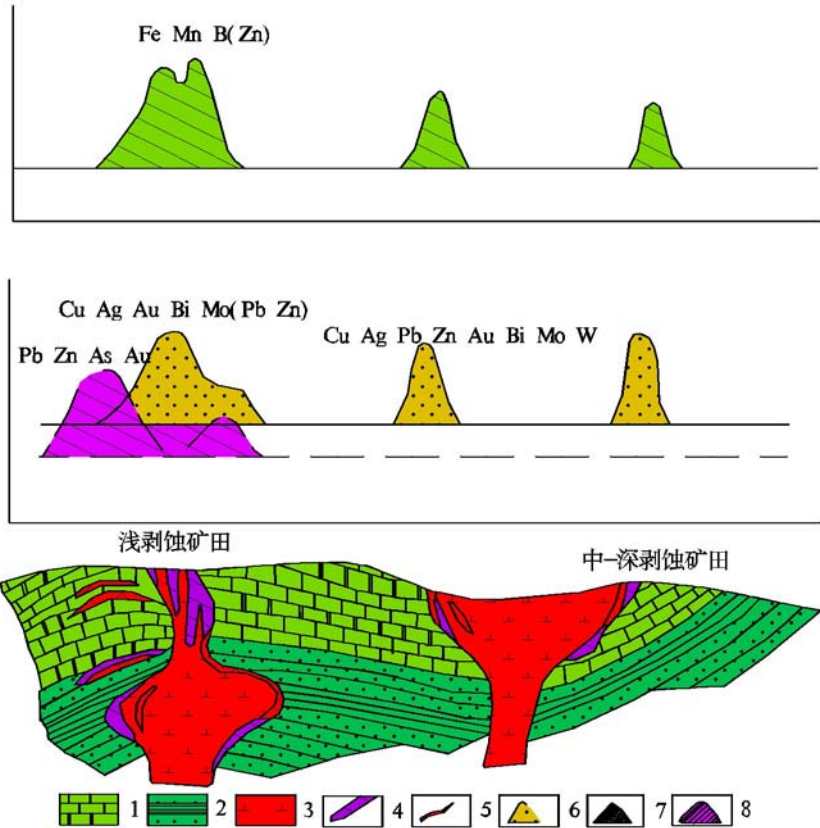 Fe Mn B(Zn)
Cu Ag Au Bi Mo(Pb Zn)
Cu Ag Pb Zn Au Bi Mo W
Pb Zn As Au
浅剥蚀矿田
中-深剥蚀矿田
1 2 3 4 5 6 7 8